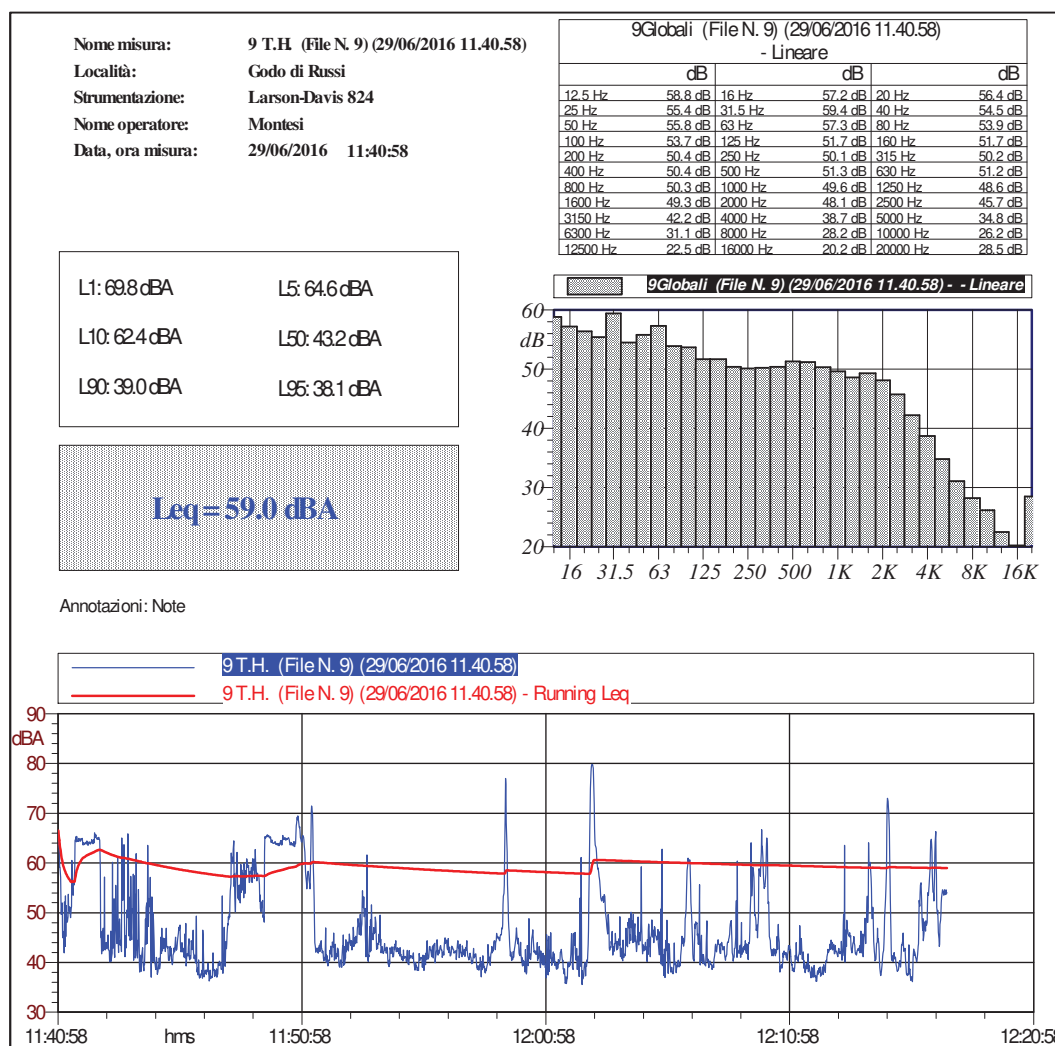 Nome misura: 9 T.H. (File N. 9) (29/06/2016 11.40.58)
Località: Godo di Russi
Strumentazione: Larson-Davis 824
Nome operatore: Montesi
Data, ora misura: 29/06/2016 11:40:58
9Globali (File N. 9) (29/06/2016 11.40.58)
- Lineare
dB dB dB
12.5 Hz 58.8 dB 16 Hz 57.2 dB 20 Hz 56.4 dB
25 Hz 55.4 dB 31.5 Hz 59.4 dB 40 Hz 54.5 dB
50 Hz 55.8 dB 63 Hz 57.3 dB 80 Hz 53.9 dB
100 Hz 53.7 dB 125 Hz 51.7 dB 160 Hz 51.7 dB
200 Hz 50.4 dB 250 Hz 50.1 dB 315 Hz 50.2 dB
400 Hz 50.4 dB 500 Hz 51.3 dB 630 Hz 51.2 dB
800 Hz 50.3 dB 1000 Hz 49.6 dB 1250 Hz 48.6 dB
1600 Hz 49.3 dB 2000 Hz 48.1 dB 2500 Hz 45.7 dB
3150 Hz 42.2 dB 4000 Hz 38.7 dB 5000 Hz 34.8 dB
6300 Hz 31.1 dB 8000 Hz 28.2 dB 10000 Hz 26.2 dB
12500 Hz 22.5 dB 16000 Hz 20.2 dB 20000 Hz 28.5 dB
L1: 69.8 dBA L5: 64.6 dBA
L10: 62.4 dBA L50: 43.2 dBA
L90: 39.0 dBA L95: 38.1 dBA
Leq = 59.0 dBA
9Globali (File N. 9) (29/06/2016 11.40.58) - - Lineare
60
dB
50
40
30
20
16 31.5 63 125 250 500 1K 2K 4K 8K 16K
Annotazioni: Note
9 T.H. (File N. 9) (29/06/2016 11.40.58)
9 T.H. (File N. 9) (29/06/2016 11.40.58) - Running Leq
90
dBA
80
70
60
50
40
30
11:40:58 hms 11:50:58 12:00:58 12:10:58 12:20:58